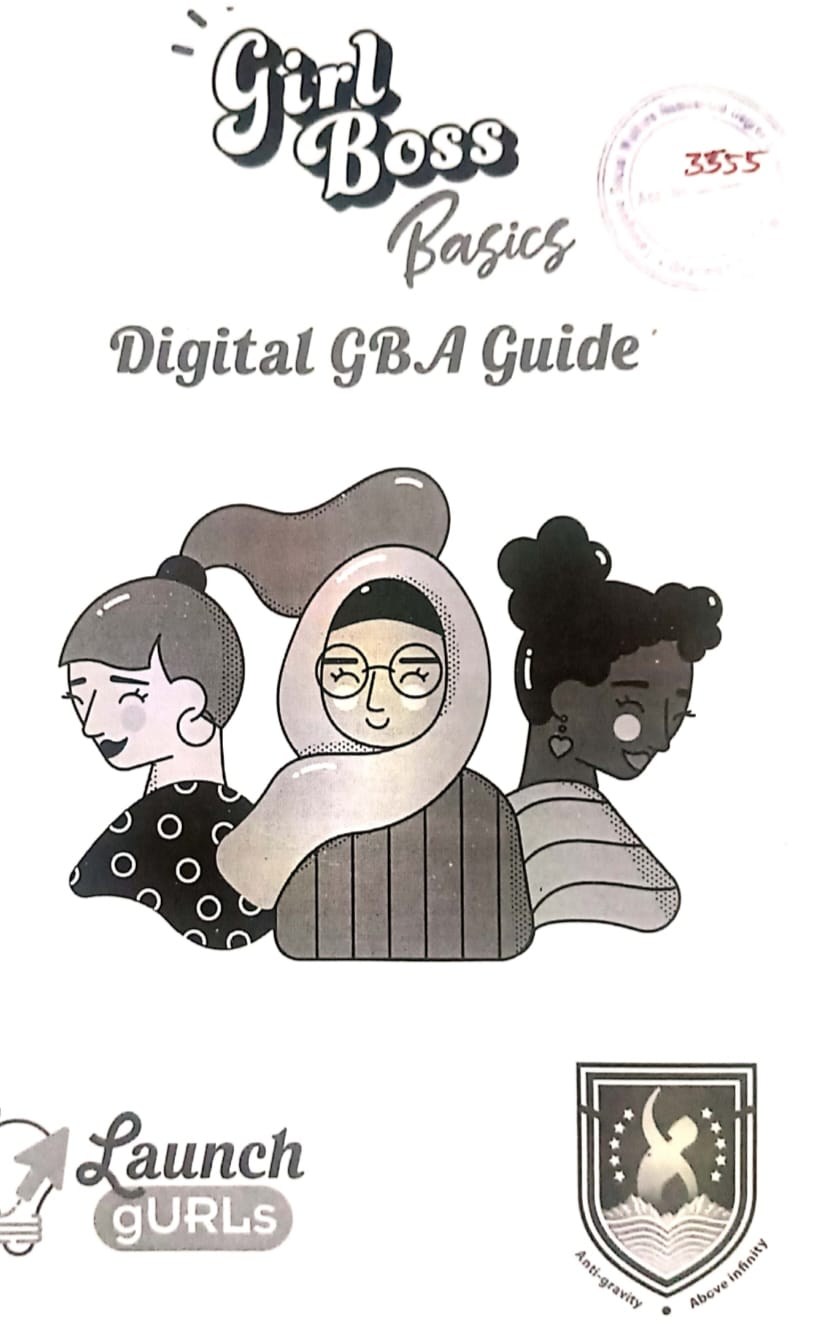 Girl
Boss
3555
Basics
Digital GBA Guide
Launch
gURLs
Anti-gravity • Above infinity